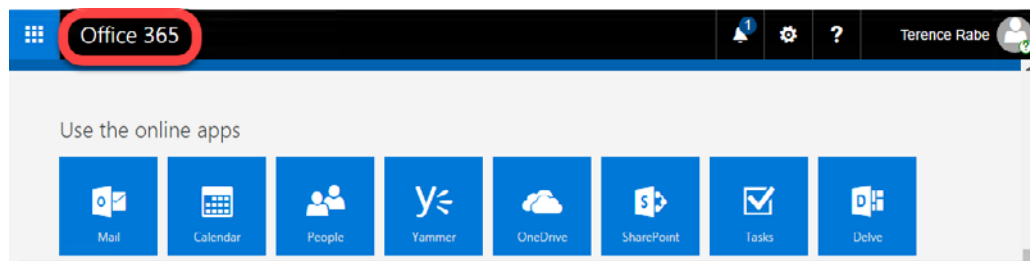 Office 365 1 ? Terence Rabe
Use the online apps
Mail Calendar People Yammer OneDrive SharePoint Tasks Delve